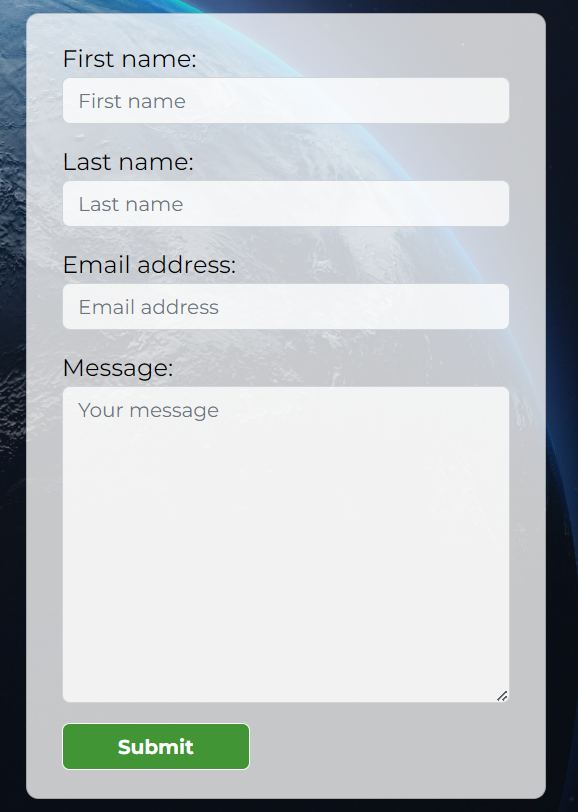 First name:
First name
Last name:
Last name
Email address:
Email address
Message:
Your message
Submit